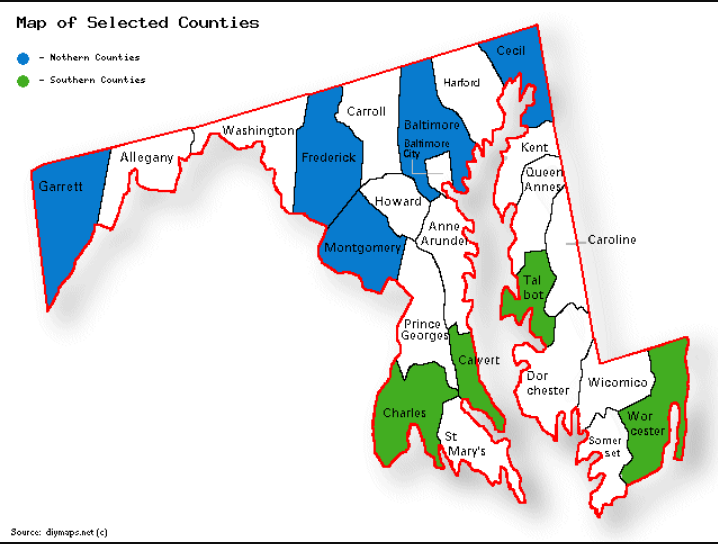 Map of Selected Counties
- Nothern Counties
- Southern Counties
Cecil
Harford
Carroll
Baltimore
Washington
Baltimore
City
Kent
Allegany
Frederick
Queen
Annes
Garrett
Howard
Anne
Arundel
Caroline
Montgomery
Tal
bot
Prince
Georges
Calvert
Dor
chester
Wicomico
Charles
Wor
cester
St
Mary's
Somer
set
Source: diymaps.net (c)